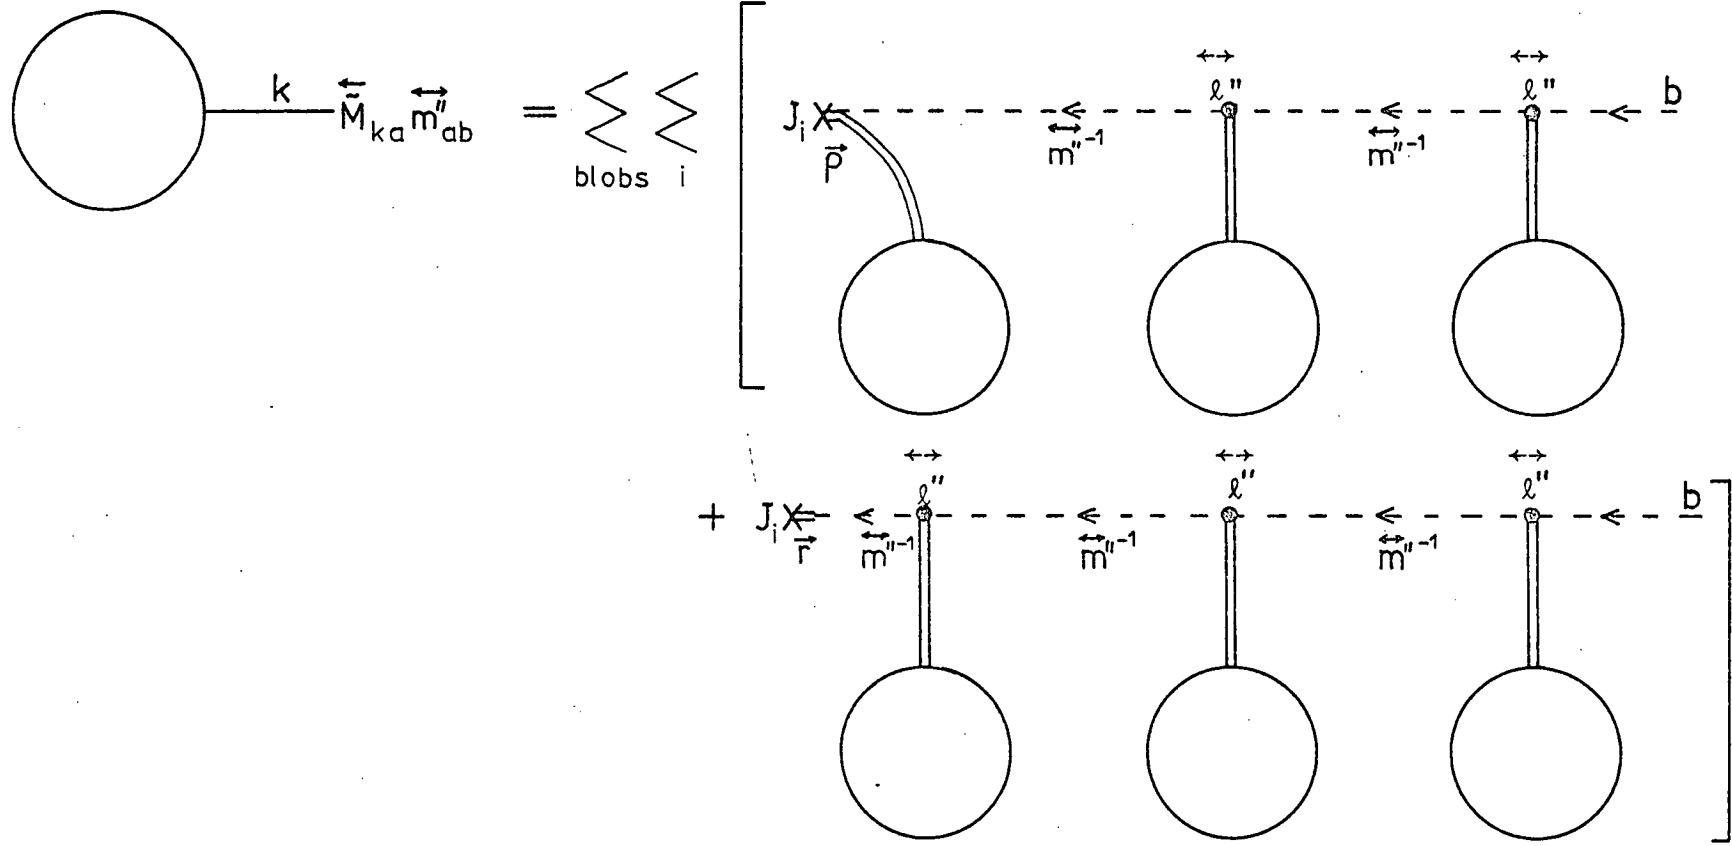 ℓ'' ℓ''
k M̃ₖₐ m''ₐb = Σ Σ [ Jᵢ ρ⃗ m''⁻¹ m''⁻¹ b
blobs i
ℓ'' ℓ'' ℓ''
+ Jᵢ r⃗ m''⁻¹ m''⁻¹ m''⁻¹ b ]